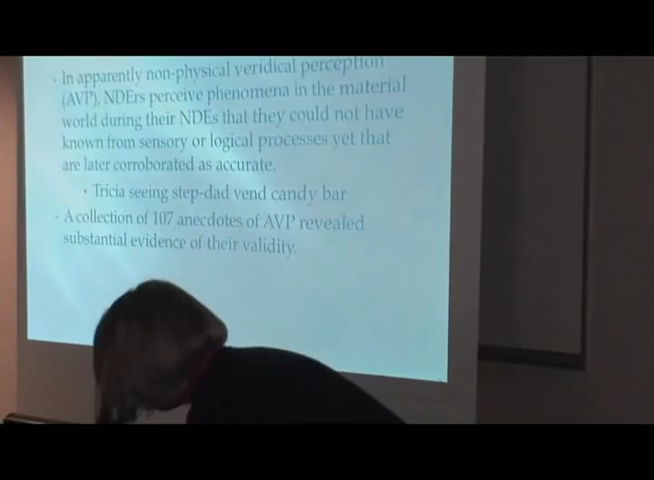 · In apparently non-physical veridical perception
(AVP), NDErs perceive phenomena in the material
world during their NDEs that they could not have
known from sensory or logical processes yet that
are later corroborated as accurate.
· Tricia seeing step-dad vend candy bar
· A collection of 107 anecdotes of AVP revealed
substantial evidence of their validity.